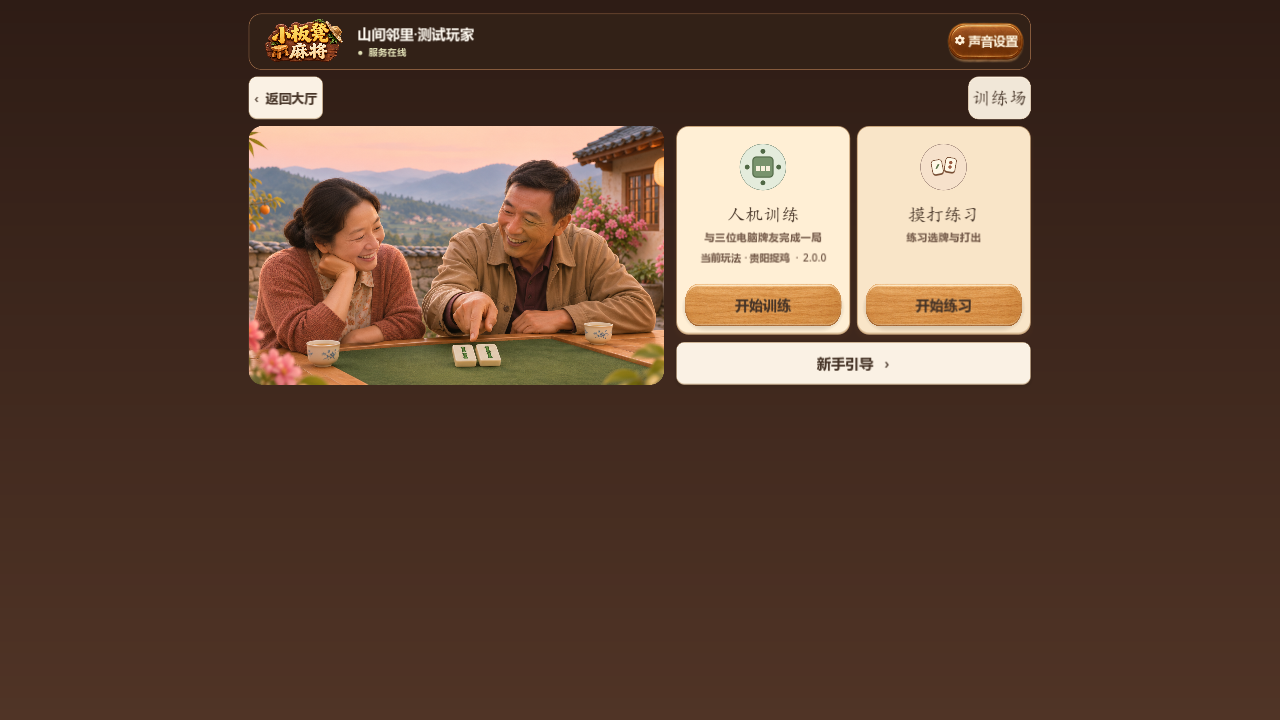 小板凳
麻将
山间邻里·测试玩家
● 服务在线
声音设置
‹ 返回大厅
训练场
人机训练
与三位电脑牌友完成一局
当前玩法 · 贵阳捉鸡 · 2.0.0
开始训练
摸打练习
练习选牌与打出
开始练习
新手引导 ›